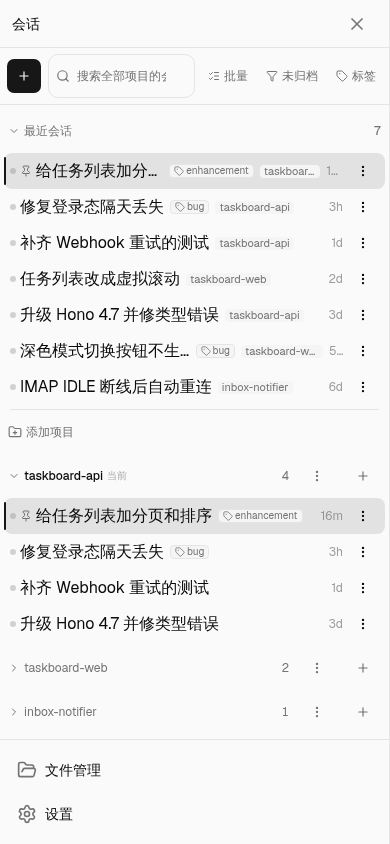 会话
搜索全部项目的会 批量 未归档 标签
最近会话 7
给任务列表加分... enhancement taskboar... 1...
修复登录态隔天丢失 bug taskboard-api 3h
补齐 Webhook 重试的测试 taskboard-api 1d
任务列表改成虚拟滚动 taskboard-web 2d
升级 Hono 4.7 并修类型错误 taskboard-api 3d
深色模式切换按钮不生... bug taskboard-w... 5...
IMAP IDLE 断线后自动重连 inbox-notifier 6d
添加项目
taskboard-api 当前 4
给任务列表加分页和排序 enhancement 16m
修复登录态隔天丢失 bug 3h
补齐 Webhook 重试的测试 1d
升级 Hono 4.7 并修类型错误 3d
taskboard-web 2
inbox-notifier 1
文件管理
设置